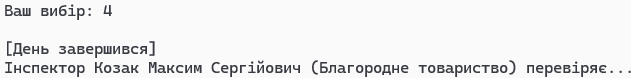 Ваш вибір: 4
[День завершився]
Інспектор Козак Максим Сергійович (Благородне товариство) перевіряє...